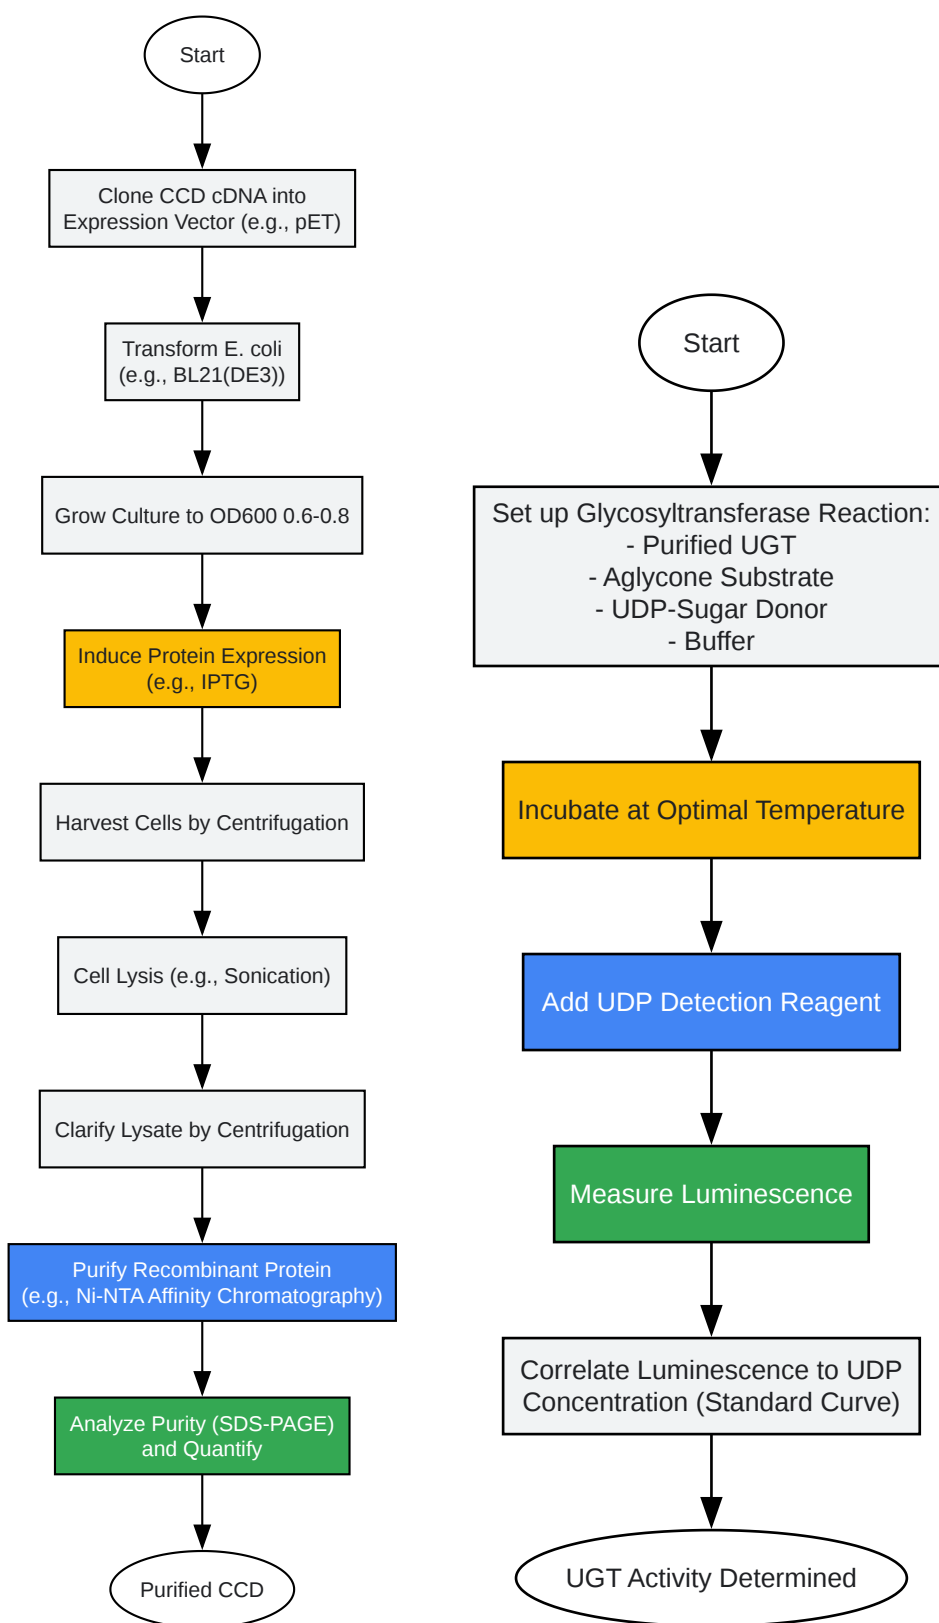 Start
Clone CCD cDNA into
Expression Vector (e.g., pET)
Transform E. coli
(e.g., BL21(DE3))
Grow Culture to OD600 0.6-0.8
Induce Protein Expression
(e.g., IPTG)
Harvest Cells by Centrifugation
Cell Lysis (e.g., Sonication)
Clarify Lysate by Centrifugation
Purify Recombinant Protein
(e.g., Ni-NTA Affinity Chromatography)
Analyze Purity (SDS-PAGE)
and Quantify
Purified CCD
Start
Set up Glycosyltransferase Reaction:
- Purified UGT
- Aglycone Substrate
- UDP-Sugar Donor
- Buffer
Incubate at Optimal Temperature
Add UDP Detection Reagent
Measure Luminescence
Correlate Luminescence to UDP
Concentration (Standard Curve)
UGT Activity Determined